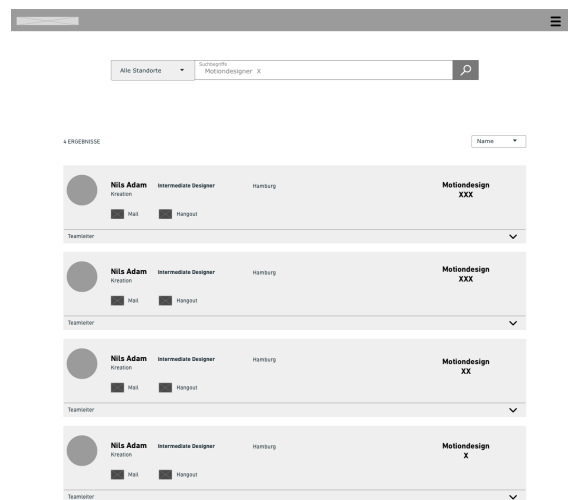 Alle Standorte
Suchbegriffe
Motiondesigner X
4 ERGEBNISSE
Name
Nils Adam Intermediate Designer Hamburg Motiondesign
Kreation XXX
Mail Hangout
Teamleiter
Nils Adam Intermediate Designer Hamburg Motiondesign
Kreation XXX
Mail Hangout
Teamleiter
Nils Adam Intermediate Designer Hamburg Motiondesign
Kreation XX
Mail Hangout
Teamleiter
Nils Adam Intermediate Designer Hamburg Motiondesign
Kreation X
Mail Hangout
Teamleiter